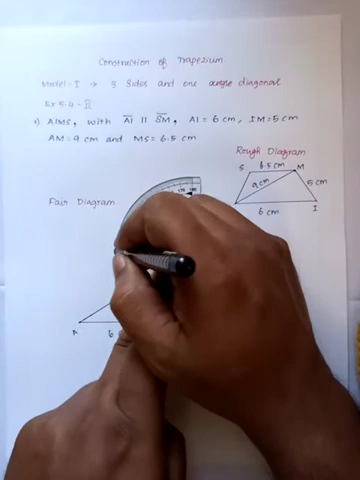 Construction of Trapezium
Model - I → 3 sides and one diagonal
Ex 5.4 - II
1) AIMS, with AI || SM, AI = 6 cm, IM = 5 cm
AM = 9 cm and MS = 6.5 cm
Rough Diagram
S 6.5 cm M
9 cm 5 cm
6 cm I
Fair Diagram
A 6